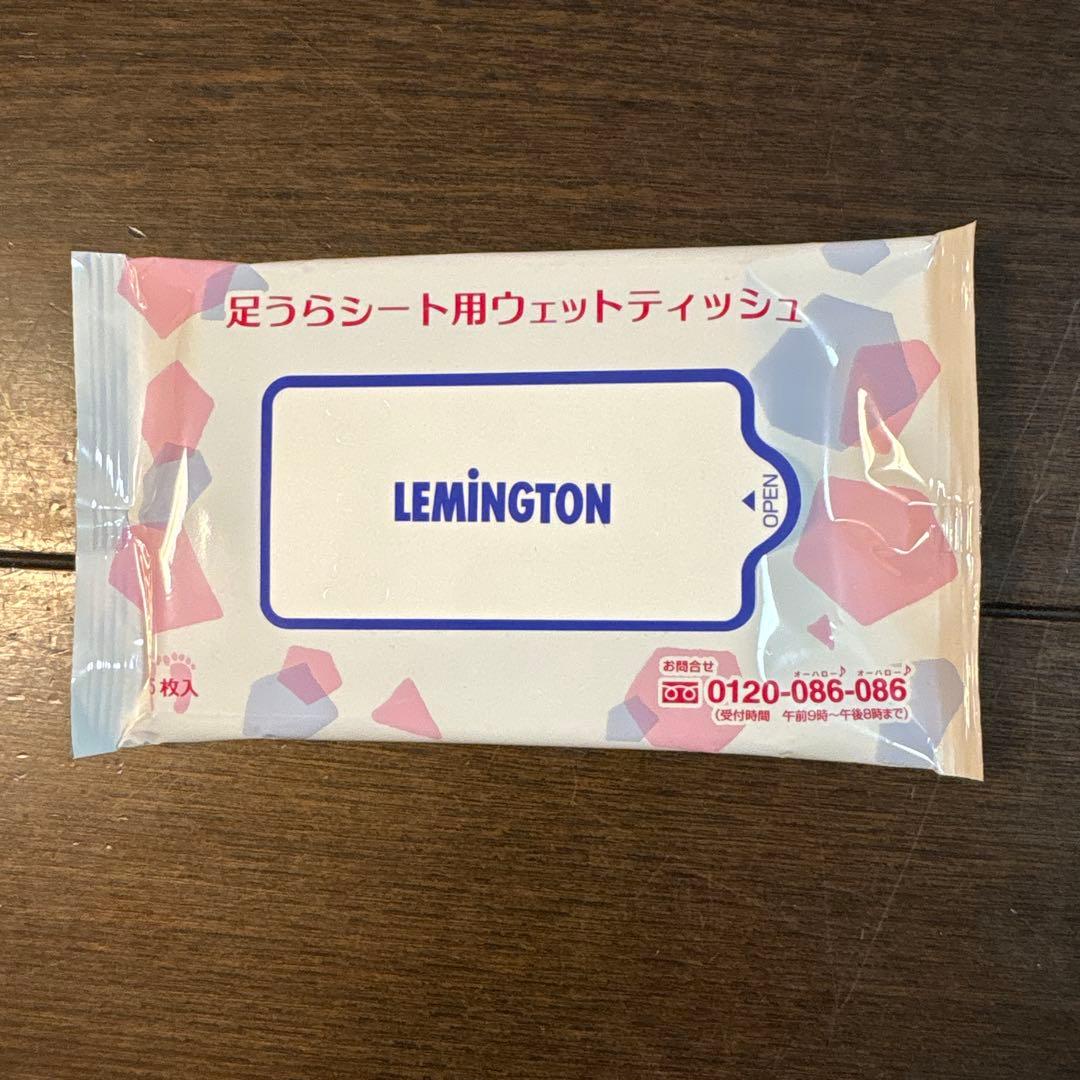 足うらシート用ウェットティッシュ
LEMiNGTON
OPEN
枚入
お問合せ
オーハロー♪ オーハロー♪
0120-086-086
(受付時間 午前9時〜午後8時まで)